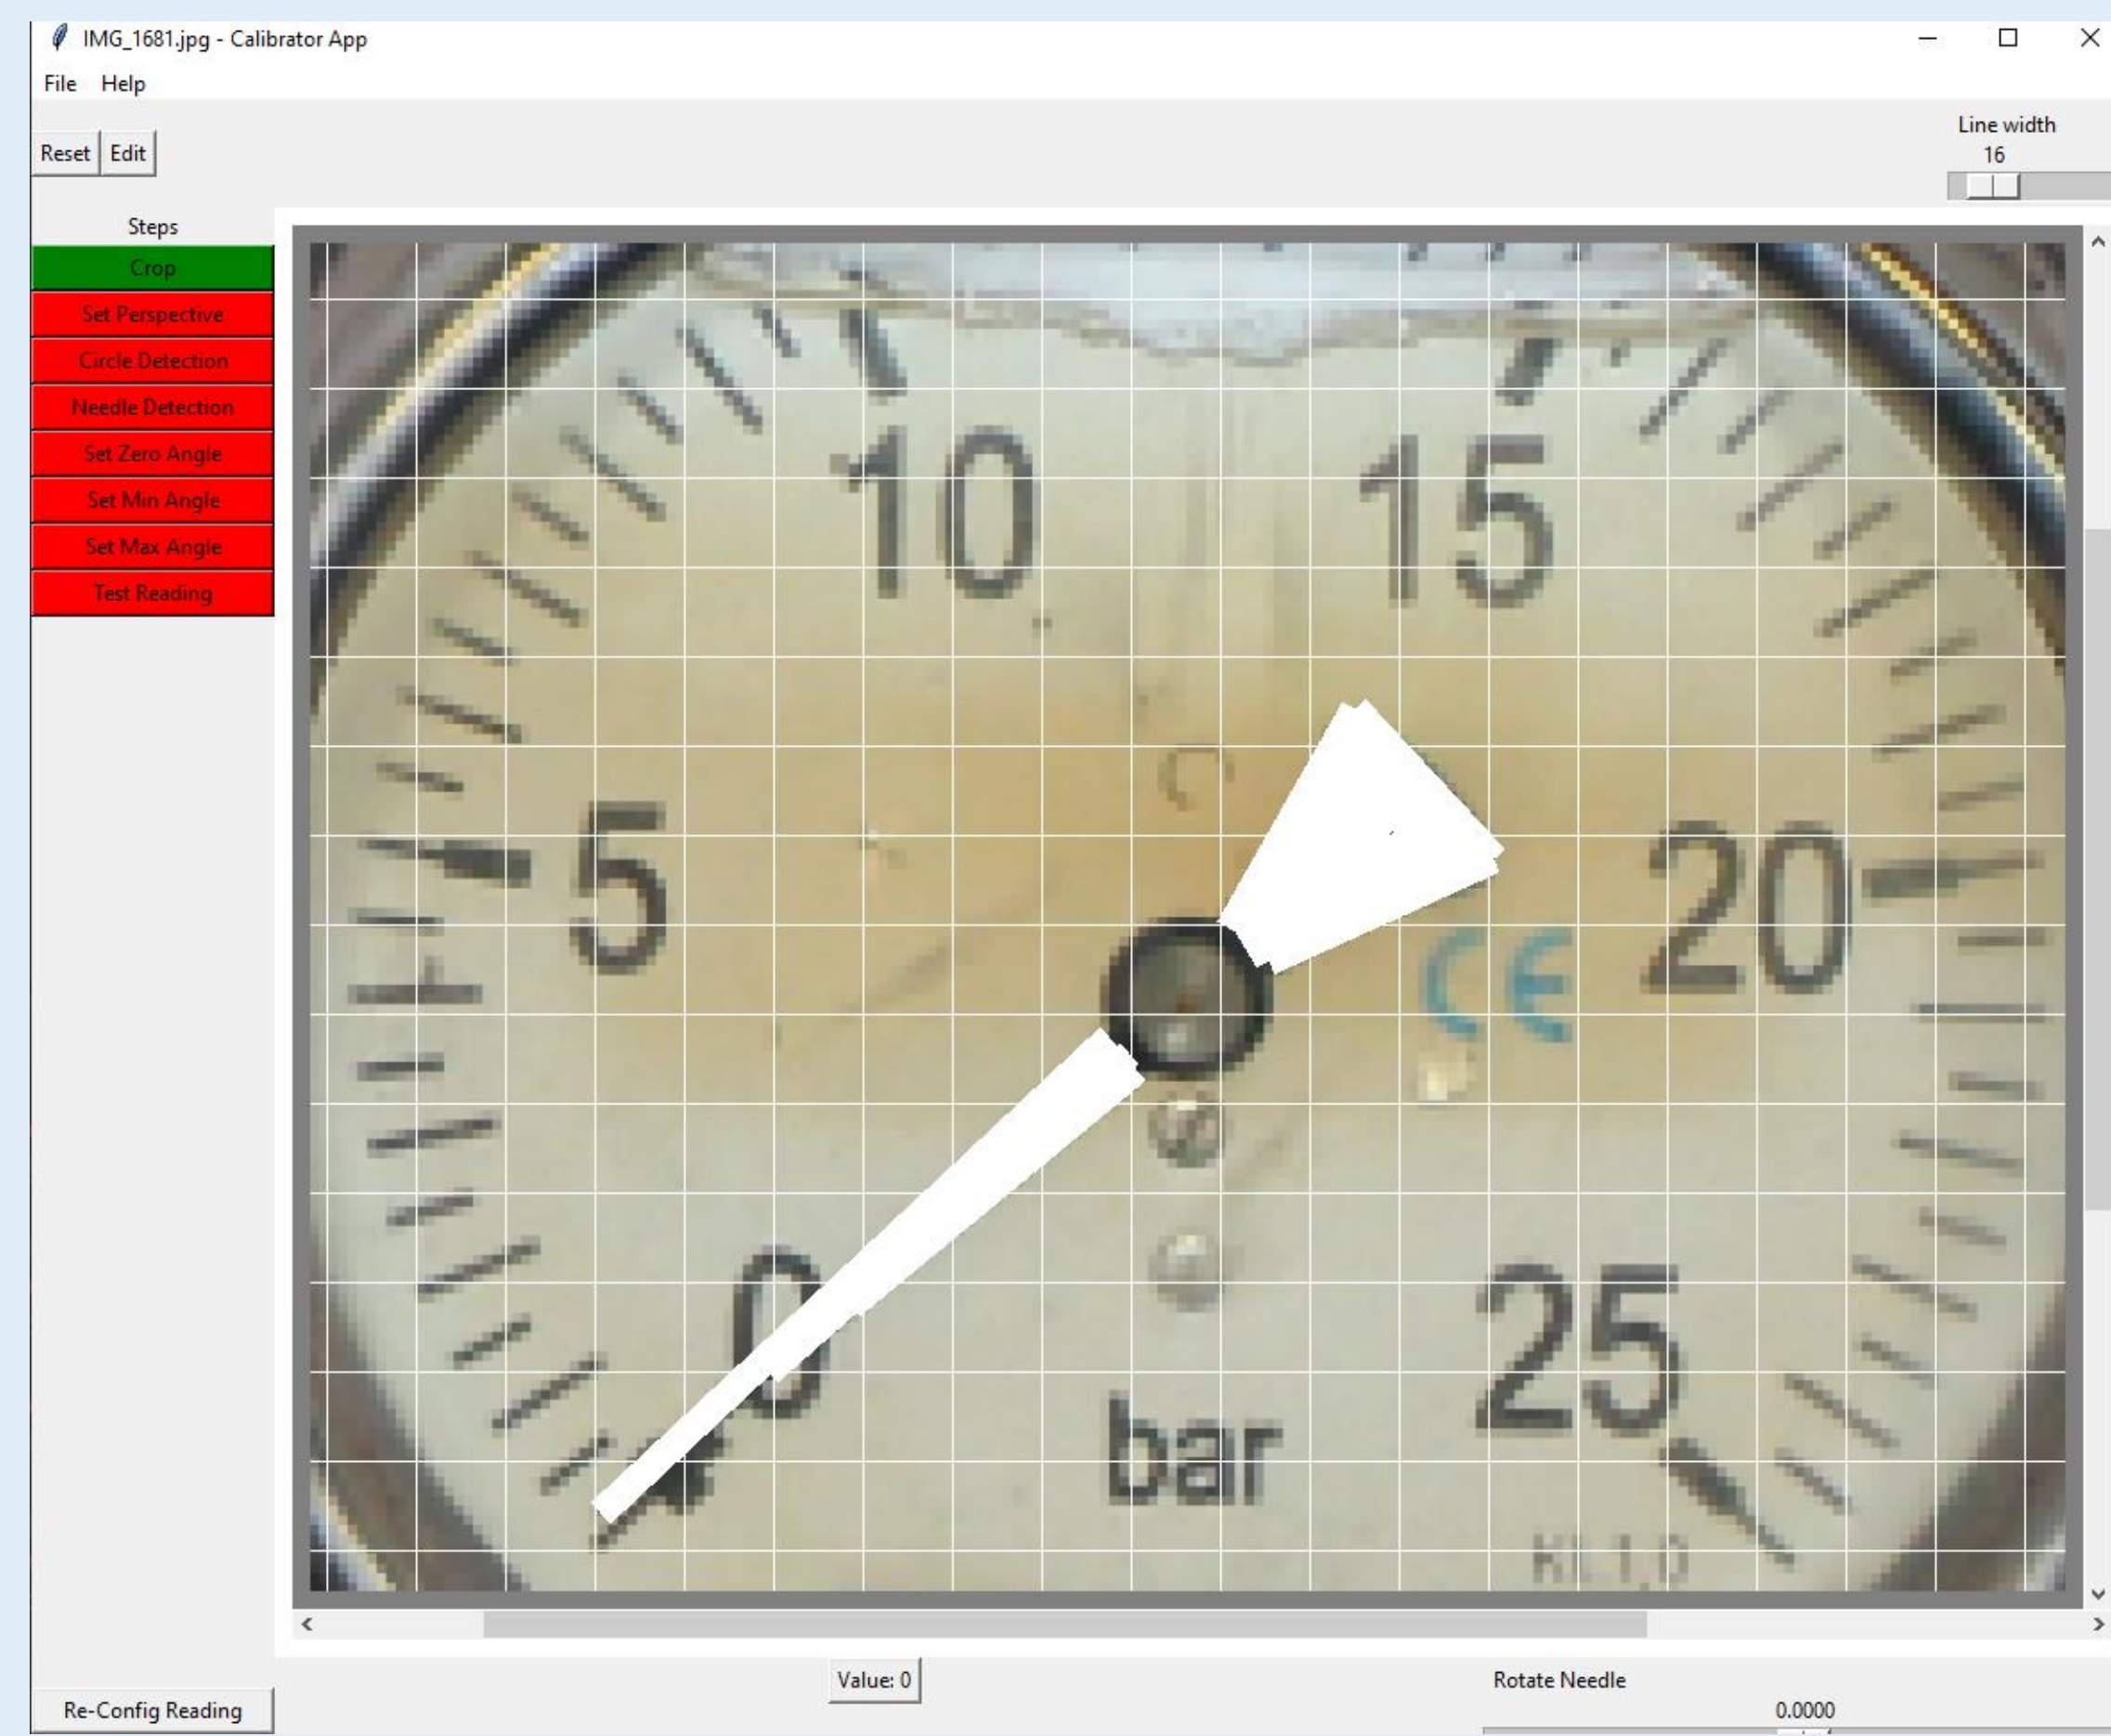 IMG_1681.jpg - Calibrator App
File Help
Line width
16
Reset Edit
Steps
Crop
Set Perspective
Circle Detection
Needle Detection
Set Zero Angle
Set Min Angle
Set Max Angle
Test Reading
10 15
5 20
CE
0 25
bar
Value: 0
Rotate Needle
0.0000
Re-Config Reading